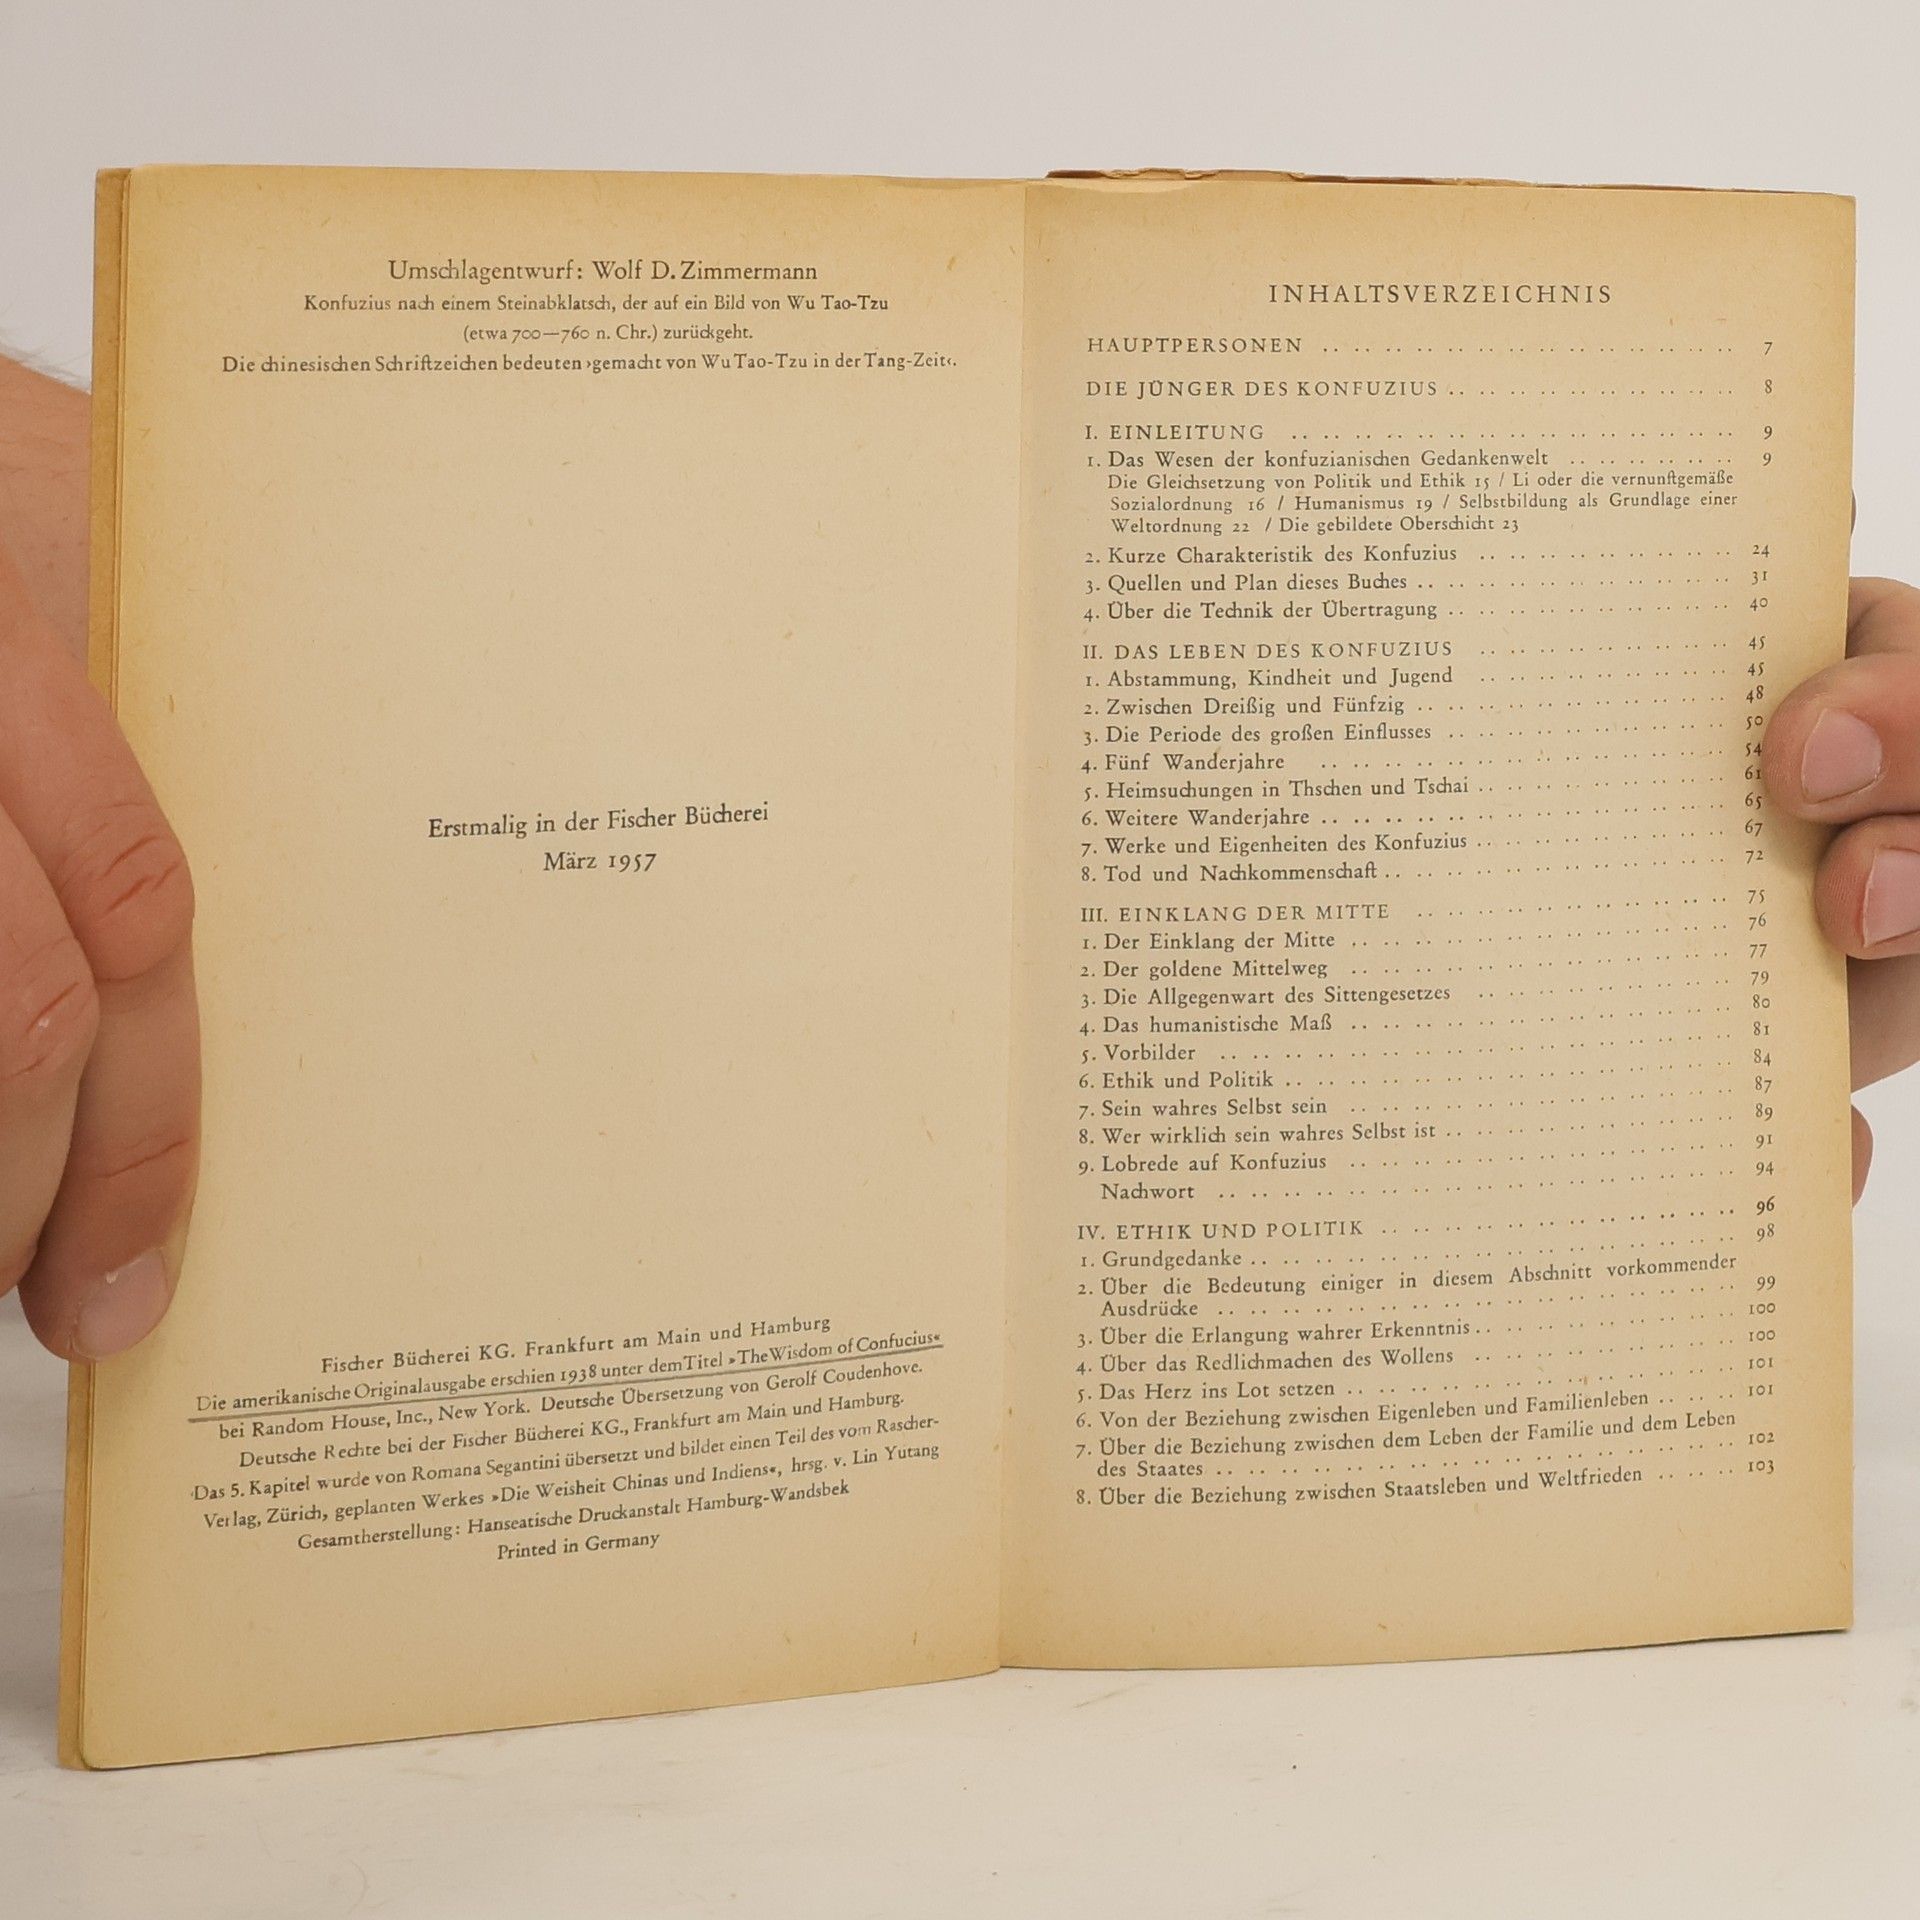 Umschlagentwurf: Wolf D. Zimmermann
Konfuzius nach einem Steinabklatsch, der auf ein Bild von Wu Tao-Tzu
(etwa 700—760 n. Chr.) zurückgeht.
Die chinesischen Schriftzeichen bedeuten ›gemacht von Wu Tao-Tzu in der Tang-Zeit‹.
Erstmalig in der Fischer Bücherei
März 1957
Fischer Bücherei KG. Frankfurt am Main und Hamburg
Die amerikanische Originalausgabe erschien 1938 unter dem Titel »The Wisdom of Confucius«
bei Random House, Inc., New York. Deutsche Übersetzung von Gerolf Coudenhove.
Deutsche Rechte bei der Fischer Bücherei KG., Frankfurt am Main und Hamburg.
Das 5. Kapitel wurde von Romana Segantini übersetzt und bildet einen Teil des vom Rascher-
Verlag, Zürich, geplanten Werkes »Die Weisheit Chinas und Indiens«, hrsg. v. Lin Yutang
Gesamtherstellung: Hanseatische Druckanstalt Hamburg-Wandsbek
Printed in Germany
INHALTSVERZEICHNIS
HAUPTPERSONEN .. .. .. .. .. .. .. .. .. .. .. .. .. .. 7
DIE JÜNGER DES KONFUZIUS .. .. .. .. .. .. .. .. .. .. 8
I. EINLEITUNG .. .. .. .. .. .. .. .. .. .. .. .. .. .. .. 9
1. Das Wesen der konfuzianischen Gedankenwelt .. .. .. .. .. .. 9
Die Gleichsetzung von Politik und Ethik 15 / Li oder die vernunftgemäße
Sozialordnung 16 / Humanismus 19 / Selbstbildung als Grundlage einer
Weltordnung 22 / Die gebildete Oberschicht 23
2. Kurze Charakteristik des Konfuzius .. .. .. .. .. .. .. .. .. 24
3. Quellen und Plan dieses Buches .. .. .. .. .. .. .. .. .. .. .. 31
4. Über die Technik der Übertragung .. .. .. .. .. .. .. .. .. .. 40
II. DAS LEBEN DES KONFUZIUS .. .. .. .. .. .. .. .. .. 45
1. Abstammung, Kindheit und Jugend .. .. .. .. .. .. .. .. .. 45
2. Zwischen Dreißig und Fünfzig .. .. .. .. .. .. .. .. .. .. .. 48
3. Die Periode des großen Einflusses .. .. .. .. .. .. .. .. .. .. 50
4. Fünf Wanderjahre .. .. .. .. .. .. .. .. .. .. .. .. .. .. 54
5. Heimsuchungen in Thschen und Tschai .. .. .. .. .. .. .. .. .. 61
6. Weitere Wanderjahre .. .. .. .. .. .. .. .. .. .. .. .. .. .. 65
7. Werke und Eigenheiten des Konfuzius .. .. .. .. .. .. .. .. .. 67
8. Tod und Nachkommenschaft .. .. .. .. .. .. .. .. .. .. .. .. 72
III. EINKLANG DER MITTE .. .. .. .. .. .. .. .. .. .. .. 75
1. Der Einklang der Mitte .. .. .. .. .. .. .. .. .. .. .. .. .. 76
2. Der goldene Mittelweg .. .. .. .. .. .. .. .. .. .. .. .. .. 77
3. Die Allgegenwart des Sittengesetzes .. .. .. .. .. .. .. .. .. 79
4. Das humanistische Maß .. .. .. .. .. .. .. .. .. .. .. .. .. 80
5. Vorbilder .. .. .. .. .. .. .. .. .. .. .. .. .. .. .. .. .. 81
6. Ethik und Politik .. .. .. .. .. .. .. .. .. .. .. .. .. .. .. 84
7. Sein wahres Selbst sein .. .. .. .. .. .. .. .. .. .. .. .. .. 87
8. Wer wirklich sein wahres Selbst ist .. .. .. .. .. .. .. .. .. .. 89
9. Lobrede auf Konfuzius .. .. .. .. .. .. .. .. .. .. .. .. .. 91
Nachwort .. .. .. .. .. .. .. .. .. .. .. .. .. .. .. .. .. 94
IV. ETHIK UND POLITIK .. .. .. .. .. .. .. .. .. .. .. .. 96
1. Grundgedanke .. .. .. .. .. .. .. .. .. .. .. .. .. .. .. .. 98
2. Über die Bedeutung einiger in diesem Abschnitt vorkommender
Ausdrücke .. .. .. .. .. .. .. .. .. .. .. .. .. .. .. .. .. 99
3. Über die Erlangung wahrer Erkenntnis .. .. .. .. .. .. .. .. .. 100
4. Über das Redlichmachen des Wollens .. .. .. .. .. .. .. .. .. 100
5. Das Herz ins Lot setzen .. .. .. .. .. .. .. .. .. .. .. .. .. 101
6. Von der Beziehung zwischen Eigenleben und Familienleben .. .. .. 101
7. Über die Beziehung zwischen dem Leben der Familie und dem Leben
des Staates .. .. .. .. .. .. .. .. .. .. .. .. .. .. .. .. .. 102
8. Über die Beziehung zwischen Staatsleben und Weltfrieden .. .. .. 103